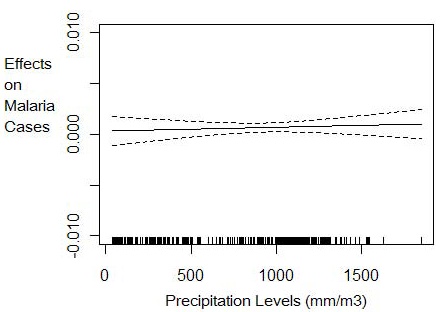 0.010
Effects
on
Malaria
Cases
0.000
-0.010
0 500 1000 1500
Precipitation Levels (mm/m3)